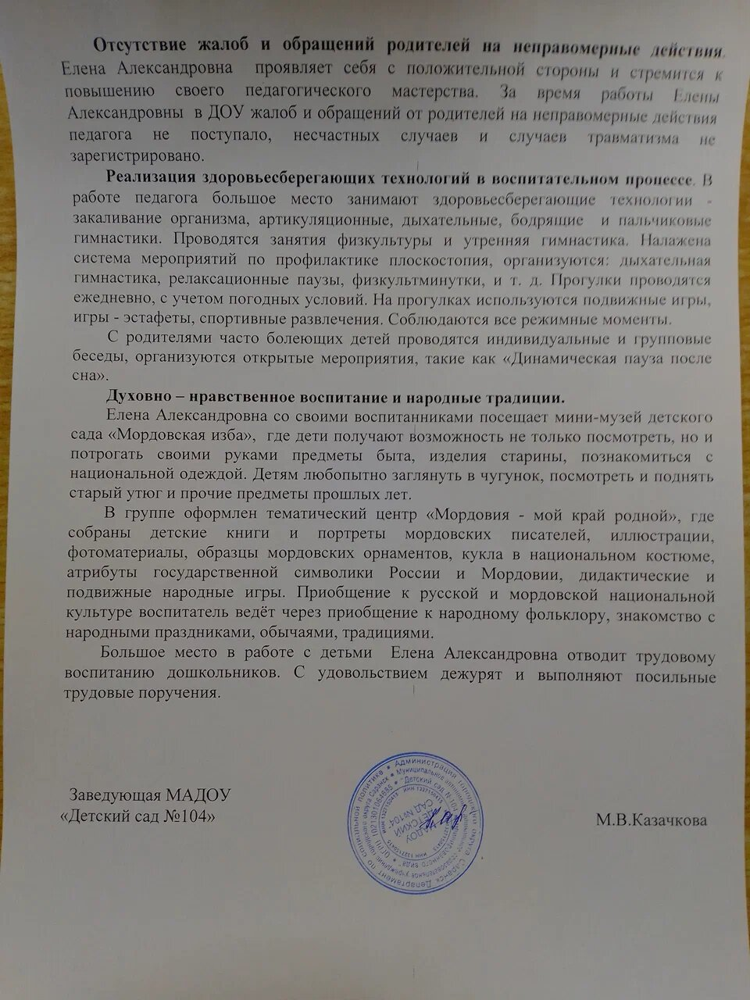 Отсутствие жалоб и обращений родителей на неправомерные действия.
Елена Александровна проявляет себя с положительной стороны и стремится к
повышению своего педагогического мастерства. За время работы Елены
Александровны в ДОУ жалоб и обращений от родителей на неправомерные действия
педагога не поступало, несчастных случаев и случаев травматизма не
зарегистрировано.
Реализация здоровьесберегающих технологий в воспитательном процессе. В
работе педагога большое место занимают здоровьесберегающие технологии -
закаливание организма, артикуляционные, дыхательные, бодрящие и пальчиковые
гимнастики. Проводятся занятия физкультуры и утренняя гимнастика. Налажена
система мероприятий по профилактике плоскостопия, организуются: дыхательная
гимнастика, релаксационные паузы, физкультминутки, и т. д. Прогулки проводятся
ежедневно, с учетом погодных условий. На прогулках используются подвижные игры,
игры - эстафеты, спортивные развлечения. Соблюдаются все режимные моменты.
С родителями часто болеющих детей проводятся индивидуальные и групповые
беседы, организуются открытые мероприятия, такие как «Динамическая пауза после
сна».
Духовно – нравственное воспитание и народные традиции.
Елена Александровна со своими воспитанниками посещает мини-музей детского
сада «Мордовская изба», где дети получают возможность не только посмотреть, но и
потрогать своими руками предметы быта, изделия старины, познакомиться с
национальной одеждой. Детям любопытно заглянуть в чугунок, посмотреть и поднять
старый утюг и прочие предметы прошлых лет.
В группе оформлен тематический центр «Мордовия - мой край родной», где
собраны детские книги и портреты мордовских писателей, иллюстрации,
фотоматериалы, образцы мордовских орнаментов, кукла в национальном костюме,
атрибуты государственной символики России и Мордовии, дидактические и
подвижные народные игры. Приобщение к русской и мордовской национальной
культуре воспитатель ведёт через приобщение к народному фольклору, знакомство с
народными праздниками, обычаями, традициями.
Большое место в работе с детьми Елена Александровна отводит трудовому
воспитанию дошкольников. С удовольствием дежурят и выполняют посильные
трудовые поручения.
Заведующая МАДОУ
«Детский сад №104»
М.В.Казачкова
Администрация городского округа Саранск Департамент по социальной политике
МАДОУ
"ДЕТСКИЙ
САД №104"